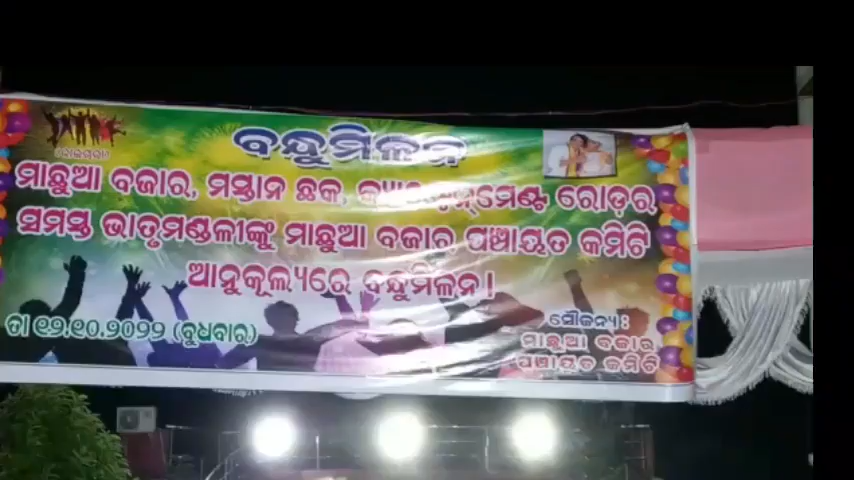 ବନ୍ଧୁମିଳନ
ମାଛୁଆ ବଜାର, ମସ୍ତାନ ଛକ, କ୍ୟାଣ୍ଟନ୍‌ମେଣ୍ଟ ରୋଡ଼ର
ସମସ୍ତ ଭାତୃମଣ୍ଡଳୀଙ୍କୁ ମାଛୁଆ ବଜାର ପଞ୍ଚାୟତ କମିଟି
ଆନୁକୂଲ୍ୟରେ ବନ୍ଧୁମିଳନ !
ତା ୧୨.୧୦.୨୦୨୨ (ବୁଧବାର)
ସୌଜନ୍ୟ :
ମାଛୁଆ ବଜାର
ପଞ୍ଚାୟତ କମିଟି